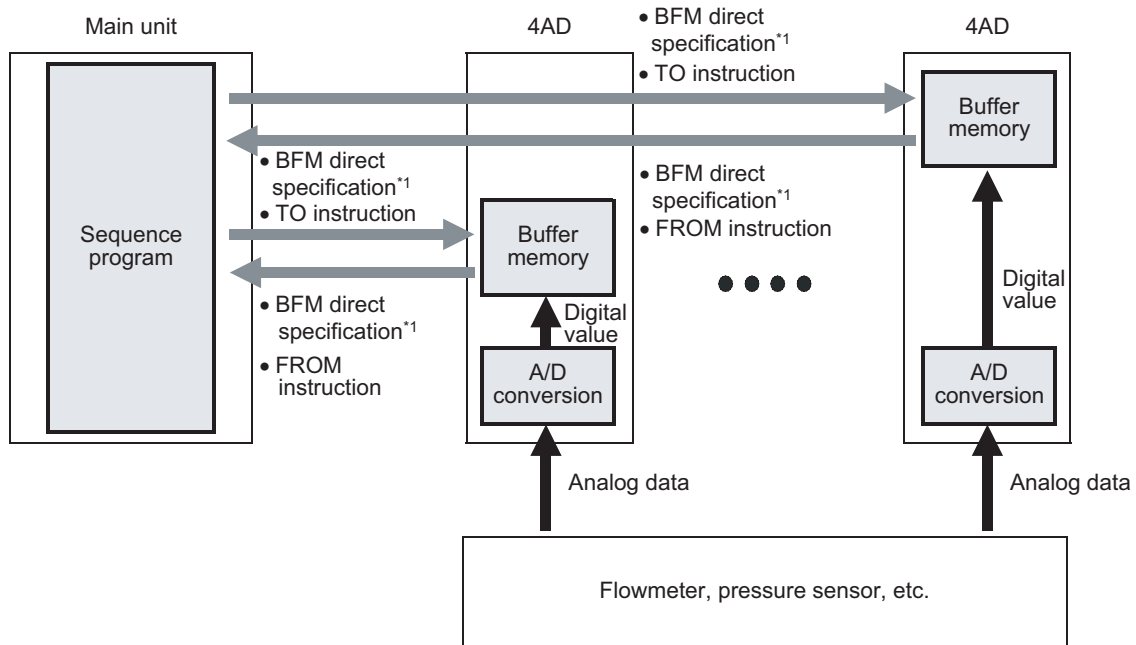 Main unit
4AD
• BFM direct
specification*1
• TO instruction
4AD
Buffer
memory
• BFM direct
specification*1
• TO instruction
• BFM direct
specification*1
• FROM instruction
Sequence
program
Buffer
memory
Digital
value
• BFM direct
specification*1
• FROM
instruction
Digital
value
A/D
conversion
A/D
conversion
Analog data
Analog data
Flowmeter, pressure sensor, etc.